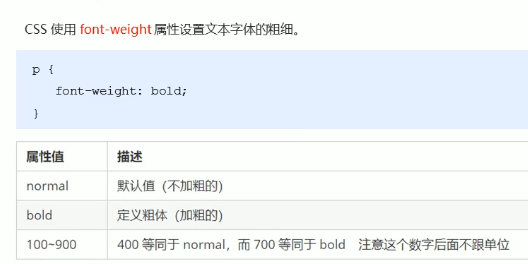 CSS 使用 font-weight 属性设置文本字体的粗细。
p {
font-weight: bold;
}
属性值 描述
normal 默认值（不加粗的）
bold 定义粗体（加粗的）
100~900 400 等同于 normal，而 700 等同于 bold 注意这个数字后面不跟单位